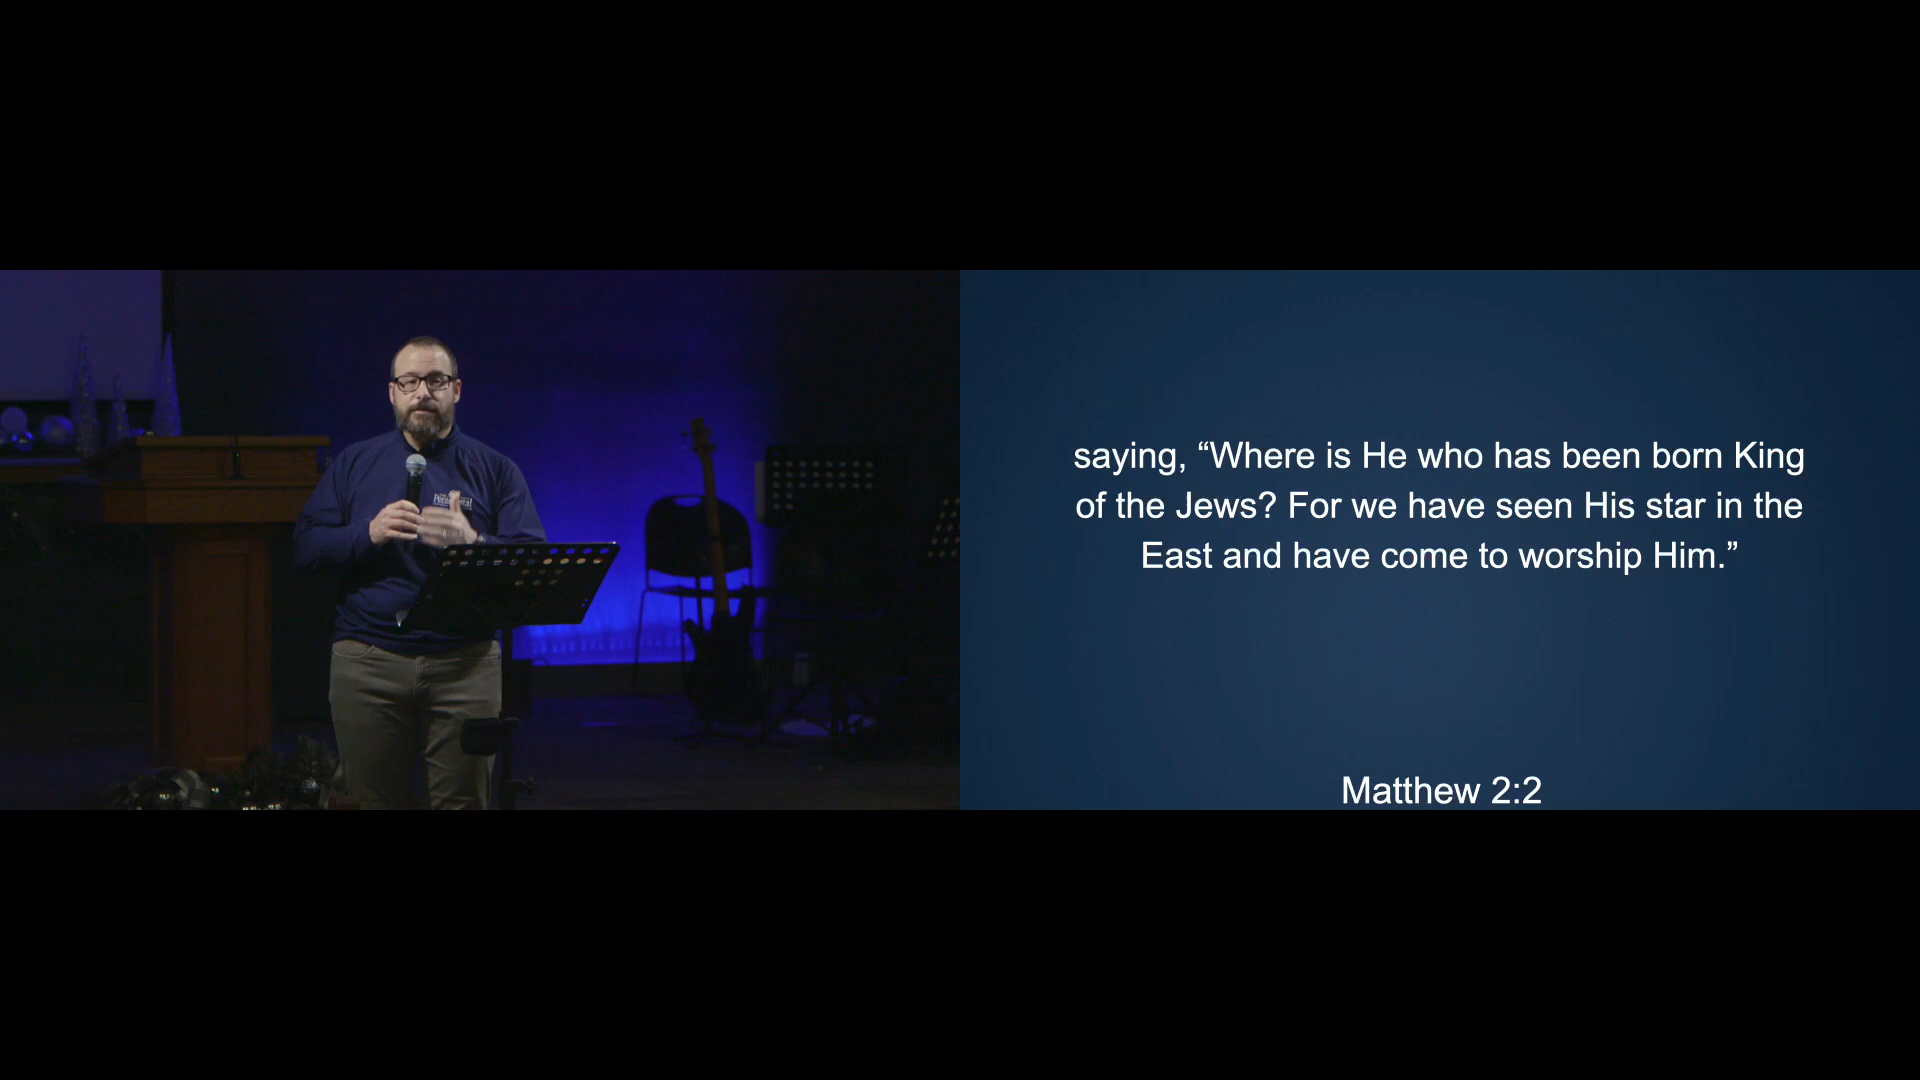 saying, “Where is He who has been born King
of the Jews? For we have seen His star in the
East and have come to worship Him.”
Matthew 2:2